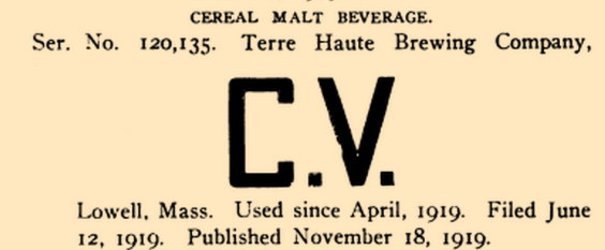 CEREAL MALT BEVERAGE.
Ser. No. 120,135. Terre Haute Brewing Company,
C.V.
Lowell, Mass. Used since April, 1919. Filed June
12, 1919. Published November 18, 1919.